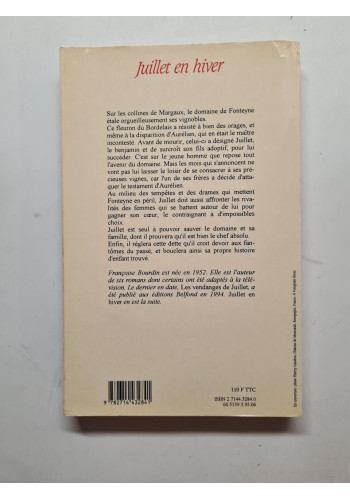 Juillet en hiver
Sur les collines de Margaux, le domaine de Fonteyne
étale orgueilleusement ses vignobles.
Ce fleuron du Bordelais a résisté à bien des orages, et
même à la disparition d'Aurélien, qui en était le maître
incontesté. Avant de mourir, celui-ci a désigné Juillet,
le benjamin et de surcroît son fils adoptif, pour lui
succéder. C'est sur le jeune homme que repose tout
l'avenir du domaine. Mais les mois qui s'annoncent ne
vont pas lui laisser le loisir de se consacrer à ses pré-
cieuses vignes, car l'un de ses frères a décidé d'atta-
quer le testament d'Aurélien.
Au milieu des tempêtes et des drames qui mettent
Fonteyne en péril, Juillet doit aussi affronter les riva-
lités des femmes qui se battent autour de lui pour
gagner son cœur, le contraignant à d'impossibles
choix.
Juillet est seul à pouvoir sauver le domaine et sa
famille, dont il prouvera qu'il est bien le chef absolu.
Enfin, il réglera cette dette qu'il croit devoir aux fan-
tômes du passé, et bouclera ainsi sa propre histoire
d'enfant trouvé.
Françoise Bourdin est née en 1952. Elle est l'auteur
de six romans dont certains ont été adaptés à la télé-
vision. Le dernier en date, Les vendanges de Juillet, a
été publié aux éditions Belfond en 1994. Juillet en
hiver en est la suite.
119 F TTC
ISBN 2.7144.3284.0
9 782714 432841